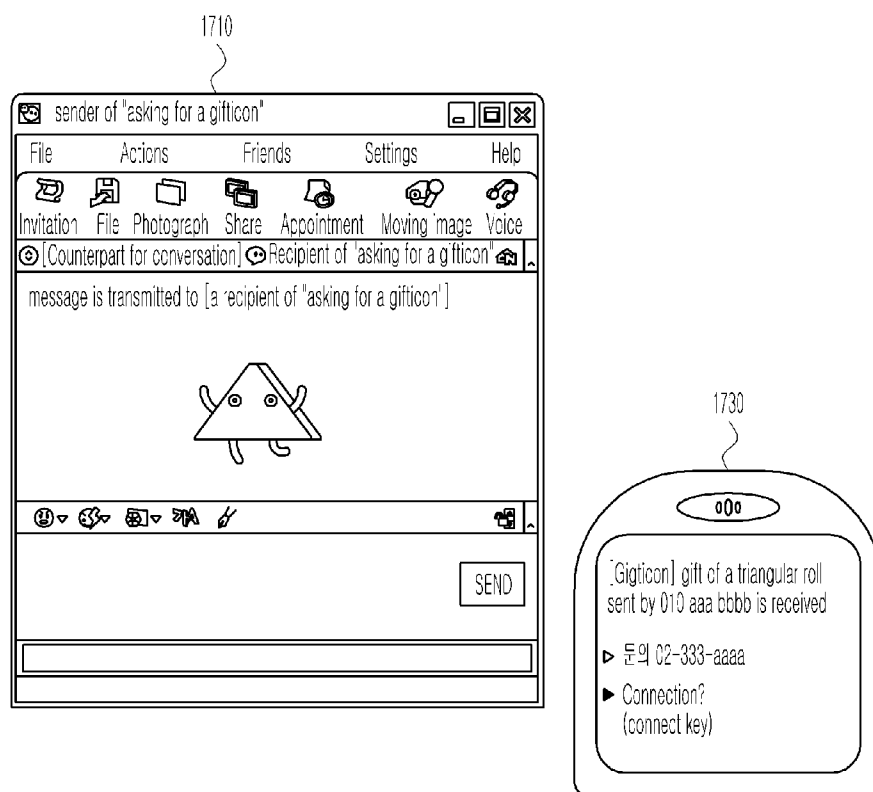 1710
sender of "asking for a gifticon"
File Actions Friends Settings Help
Invitation File Photograph Share Appointment Moving image Voice
[Counterpart for conversation] Recipient of "asking for a gifticon"
message is transmitted to [a recipient of "asking for a gifticon"]
SEND
1730
[Gigticon] gift of a triangular roll
sent by 010 aaa bbbb is received
문의 02-333-aaaa
Connection?
(connect key)